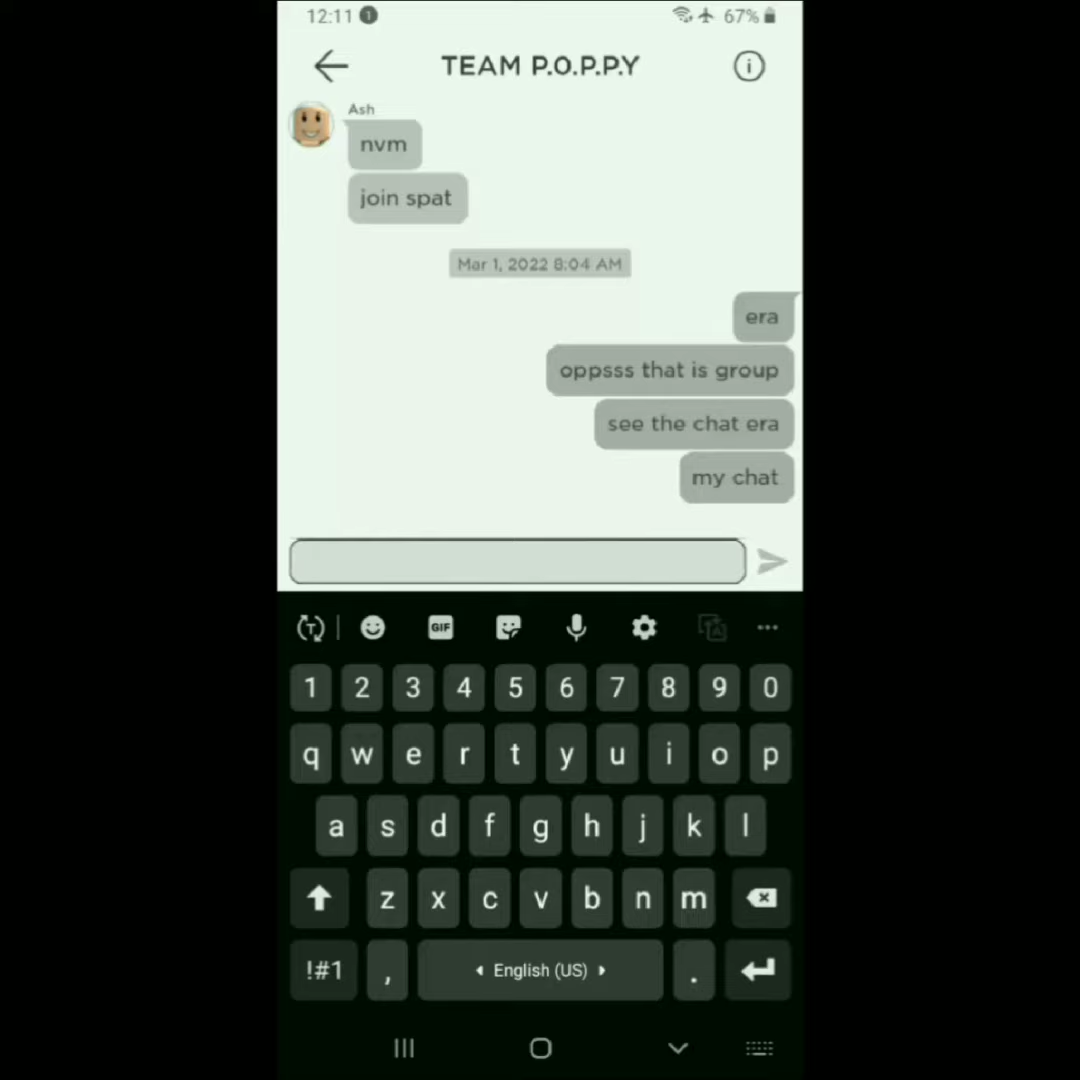 12:11 1 67%
TEAM P.O.P.P.Y i
Ash
nvm
join spat
Mar 1, 2022 8:04 AM
era
oppsss that is group
see the chat era
my chat
T GIF
1 2 3 4 5 6 7 8 9 0
q w e r t y u i o p
a s d f g h j k l
z x c v b n m
!#1 , English (US) .